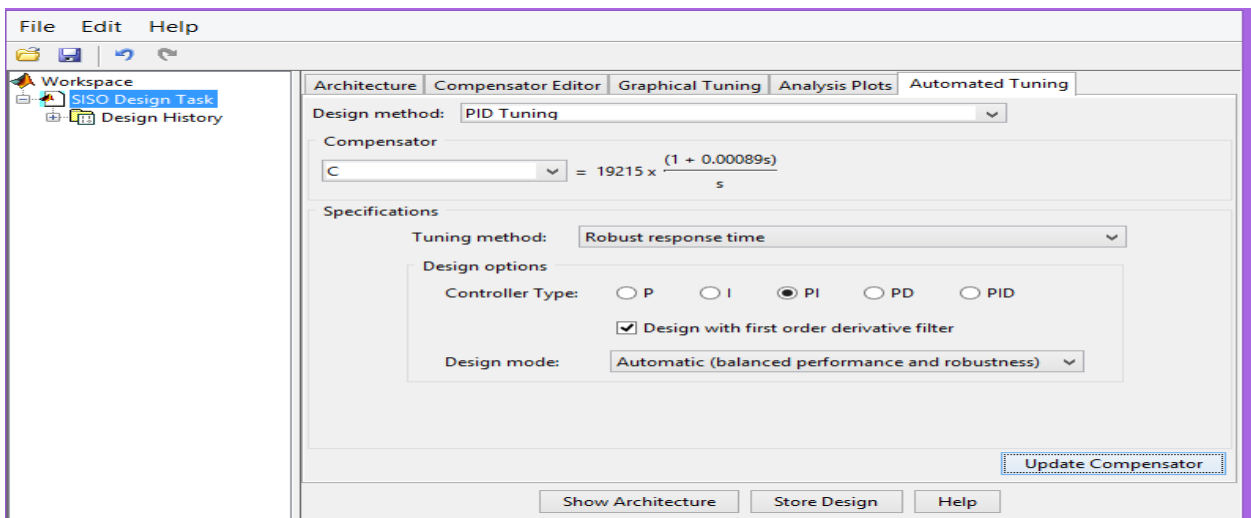 File Edit Help
Workspace
SISO Design Task
Design History
Architecture Compensator Editor Graphical Tuning Analysis Plots Automated Tuning
Design method: PID Tuning
Compensator
C = 19215 x (1 + 0.00089s)
s
Specifications
Tuning method: Robust response time
Design options
Controller Type: P I PI PD PID
Design with first order derivative filter
Design mode: Automatic (balanced performance and robustness)
Update Compensator
Show Architecture Store Design Help